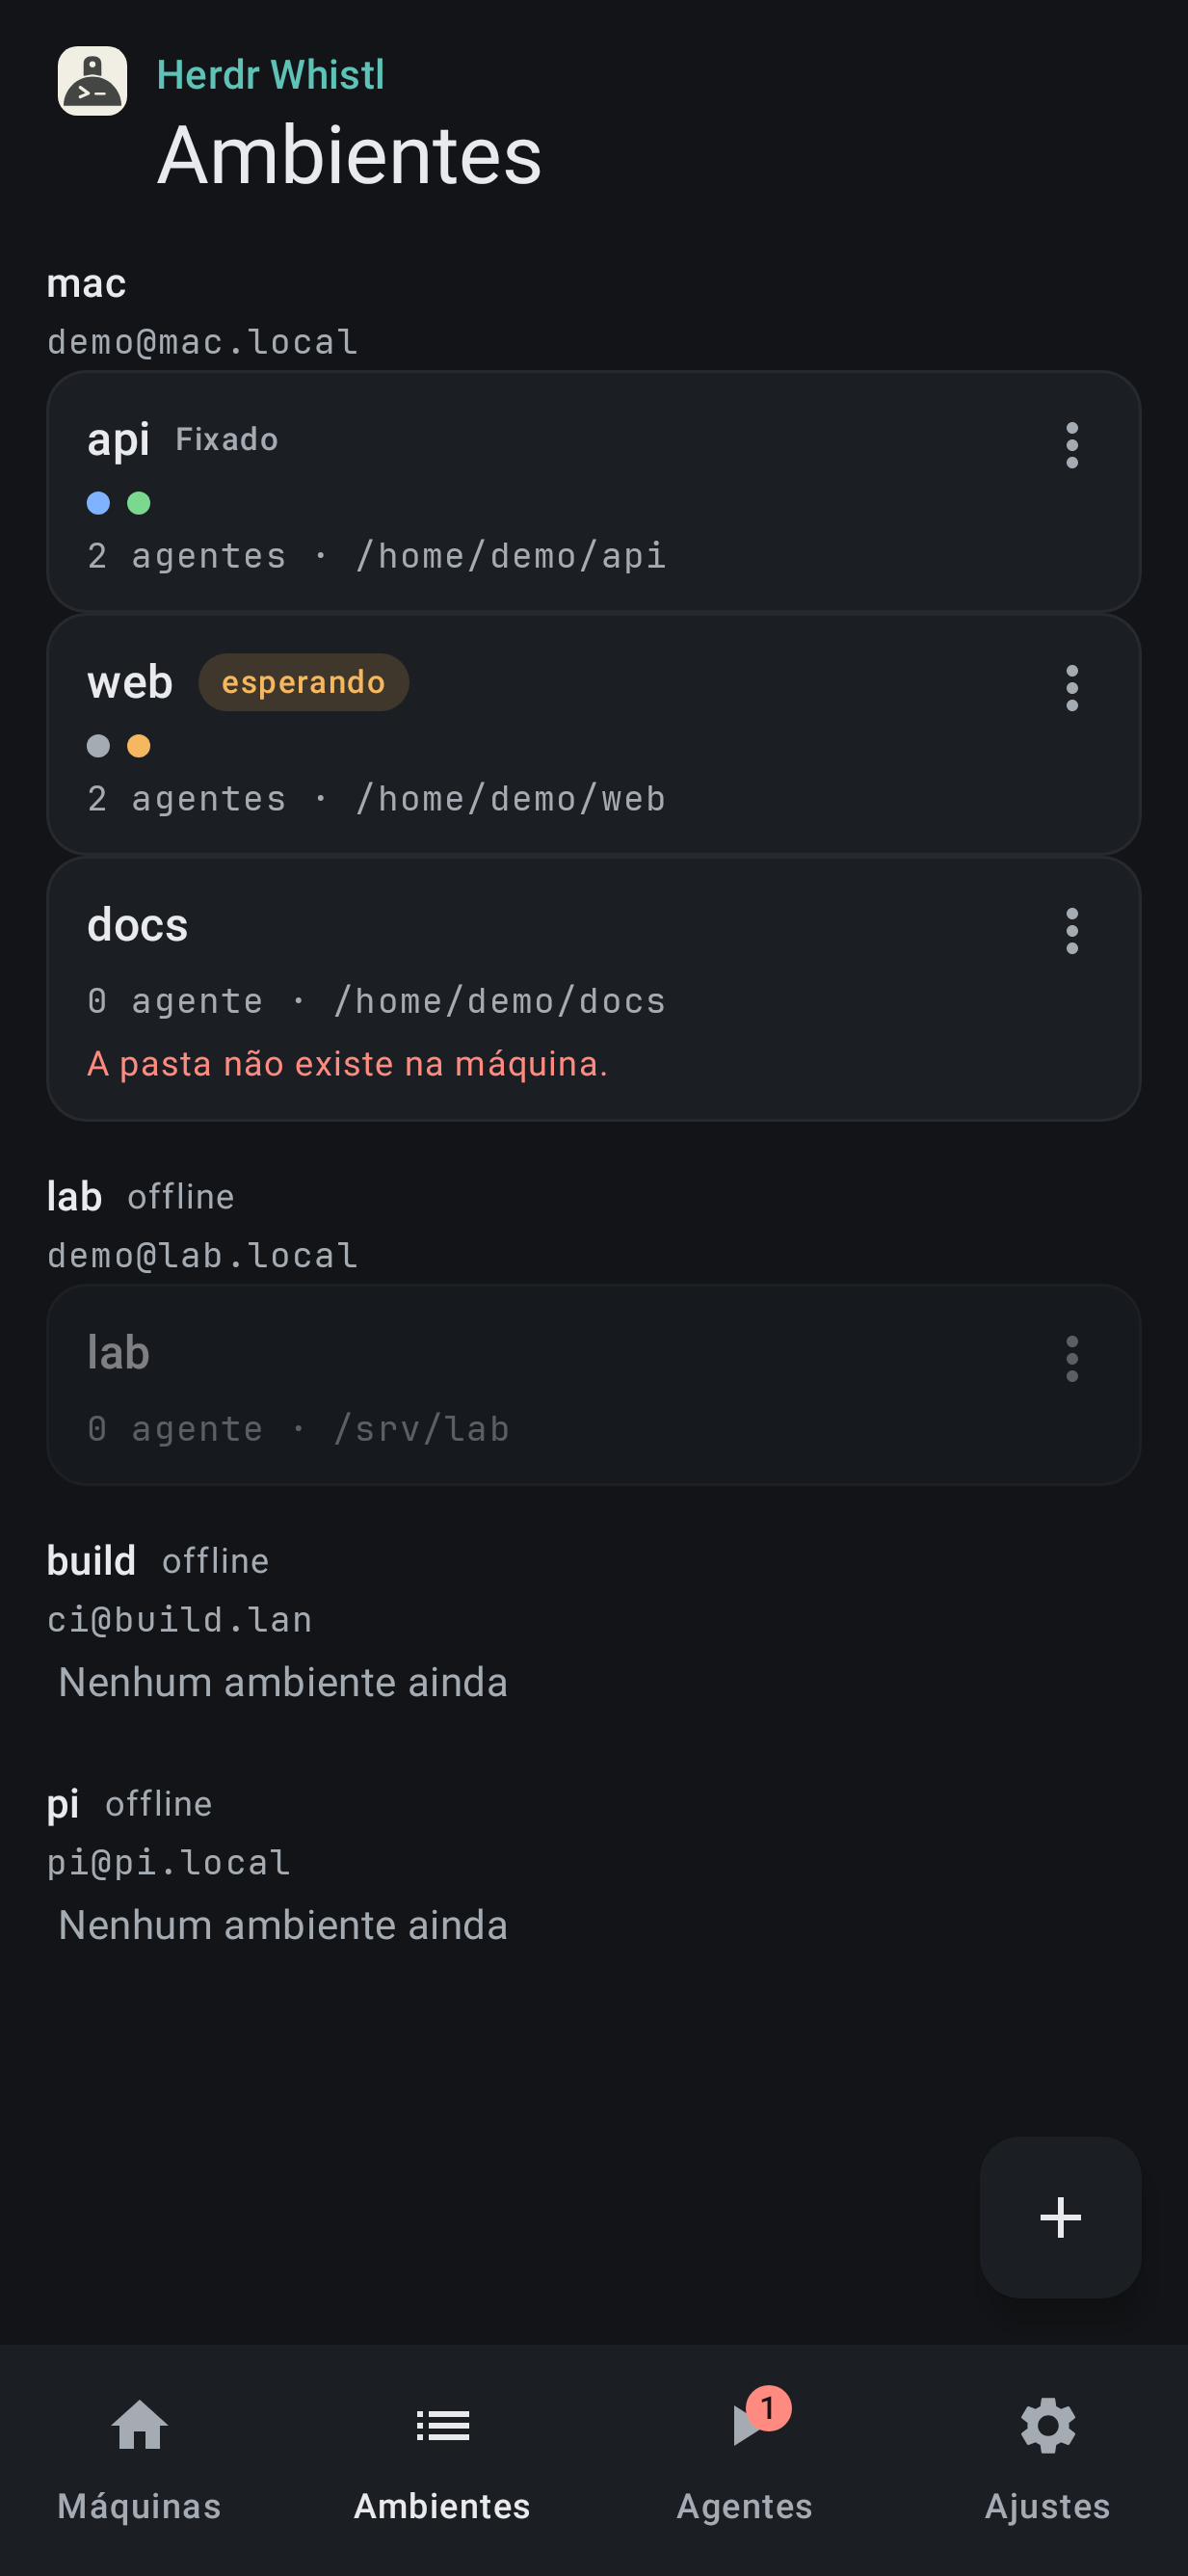 Herdr Whistl
Ambientes
mac
demo@mac.local
api Fixado
2 agentes · /home/demo/api
web esperando
2 agentes · /home/demo/web
docs
0 agente · /home/demo/docs
A pasta não existe na máquina.
lab offline
demo@lab.local
lab
0 agente · /srv/lab
build offline
ci@build.lan
Nenhum ambiente ainda
pi offline
pi@pi.local
Nenhum ambiente ainda
1
Máquinas Ambientes Agentes Ajustes